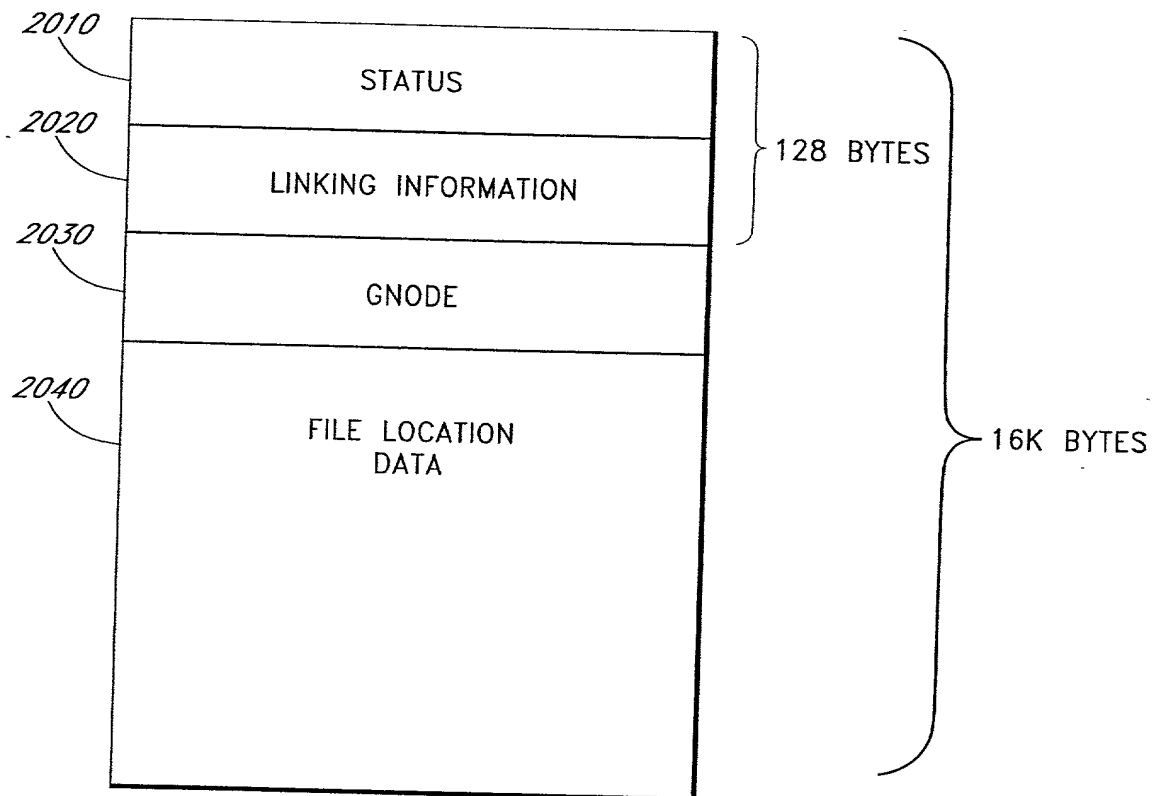 2010
STATUS
2020
LINKING INFORMATION
128 BYTES
2030
GNODE
2040
FILE LOCATION
DATA
16K BYTES